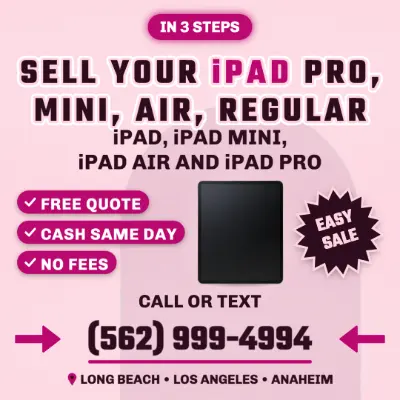 IN 3 STEPS
SELL YOUR iPAD PRO,
MINI, AIR, REGULAR
iPAD, iPAD MINI,
iPAD AIR AND iPAD PRO
FREE QUOTE
CASH SAME DAY
NO FEES
EASY
SALE
CALL OR TEXT
(562) 999-4994
LONG BEACH • LOS ANGELES • ANAHEIM